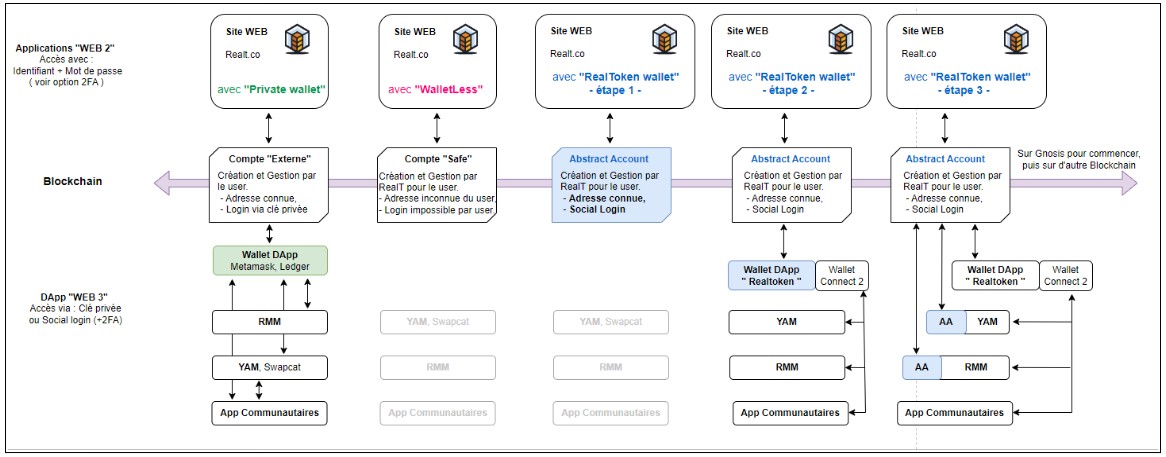 Applications "WEB 2"
Accès avec :
Identifiant + Mot de passe
( voir option 2FA )
Site WEB
Realt.co
avec "Private wallet"
Site WEB
Realt.co
avec "WalletLess"
Site WEB
Realt.co
avec "RealToken wallet"
- étape 1 -
Site WEB
Realt.co
avec "RealToken wallet"
- étape 2 -
Site WEB
Realt.co
avec "RealToken wallet"
- étape 3 -
Blockchain
Compte "Externe"
Création et Gestion par
le user.
- Adresse connue,
- Login via clé privée
Compte "Safe"
Création et Gestion par
RealT pour le user.
- Adresse inconnue du user,
- Login impossible par user.
Abstract Account
Création et Gestion par
RealT pour le user.
- Adresse connue,
- Social Login
Abstract Account
Création et Gestion par
RealT pour le user.
- Adresse connue,
- Social Login
Abstract Account
Création et Gestion par
RealT pour le user.
- Adresse connue,
- Social Login
Sur Gnosis pour commencer,
puis sur d'autre Blockchain
DApp "WEB 3"
Accès via : Clé privée
ou Social login (+2FA)
Wallet DApp
Metamask, Ledger
RMM
YAM, Swapcat
App Communautaires
YAM, Swapcat
RMM
App Communautaires
YAM, Swapcat
RMM
App Communautaires
Wallet DApp
" Realtoken "
Wallet
Connect 2
YAM
RMM
App Communautaires
Wallet DApp
" Realtoken "
Wallet
Connect 2
AA YAM
AA RMM
App Communautaires